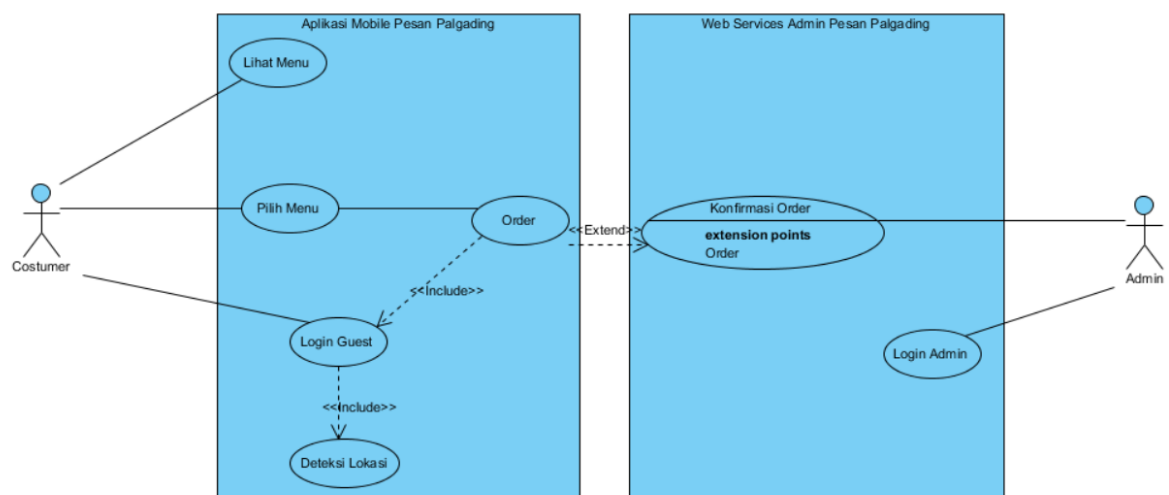 Aplikasi Mobile Pesan Palgading
Web Services Admin Pesan Palgading
Lihat Menu
Pilih Menu
Order
<<Extend>>
Konfirmasi Order
extension points
Order
Costumer
Admin
<<Include>>
Login Guest
Login Admin
<<Include>>
Deteksi Lokasi